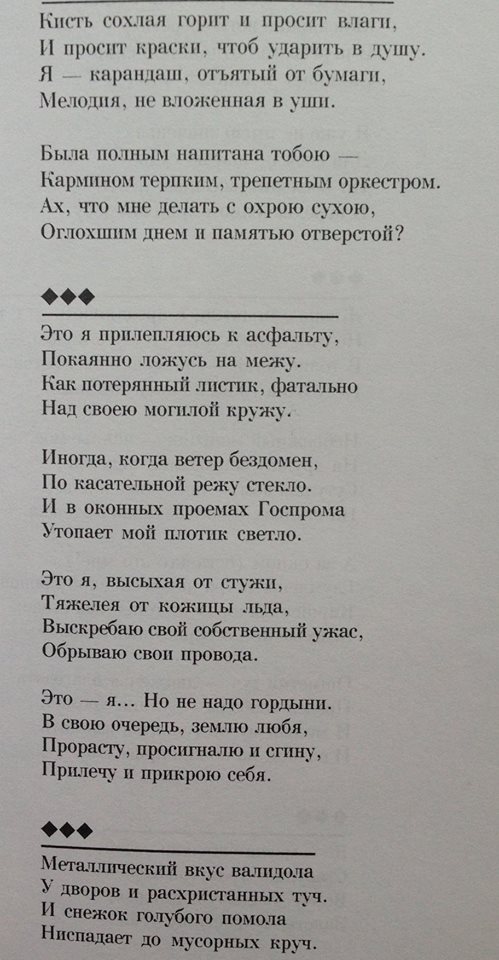 Кисть сохлая горит и просит влаги,
И просит краски, чтоб ударить в душу.
Я — карандаш, отъятый от бумаги,
Мелодия, не вложенная в уши.
Была полным напитана тобою —
Кармином терпким, трепетным оркестром.
Ах, что мне делать с охрою сухою,
Оглохшим днем и памятью отверстой?
◆◆◆
Это я прилепляюсь к асфальту,
Покаянно ложусь на межу.
Как потерянный листик, фатально
Над своею могилой кружу.
Иногда, когда ветер бездомен,
По касательной режу стекло.
И в оконных проемах Госпрома
Утопает мой плотик светло.
Это я, высыхая от стужи,
Тяжелея от кожицы льда,
Выскребаю свой собственный ужас,
Обрываю свои провода.
Это — я... Но не надо гордыни.
В свою очередь, землю любя,
Прорасту, просигналю и сгину,
Прилечу и прикрою себя.
◆◆◆
Металлический вкус валидола
У дворов и расхристанных туч.
И снежок голубого помола
Ниспадает до мусорных круч.